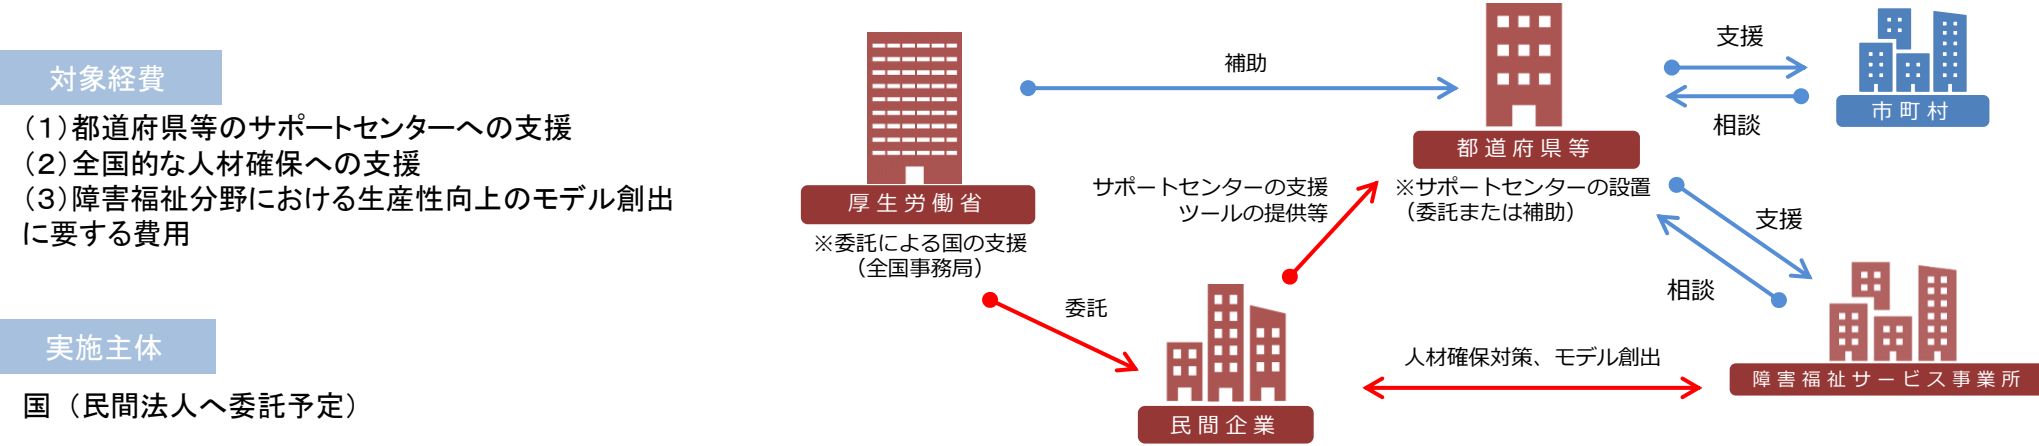 対象経費
（１）都道府県等のサポートセンターへの支援
（２）全国的な人材確保への支援
（３）障害福祉分野における生産性向上のモデル創出
に要する費用
実施主体
国（民間法人へ委託予定）
厚生労働省
※委託による国の支援
（全国事務局）
補助
委託
都道府県等
※サポートセンターの設置
（委託または補助）
サポートセンターの支援
ツールの提供等
民間企業
支援
相談
市町村
支援
相談
人材確保対策、モデル創出
障害福祉サービス事業所